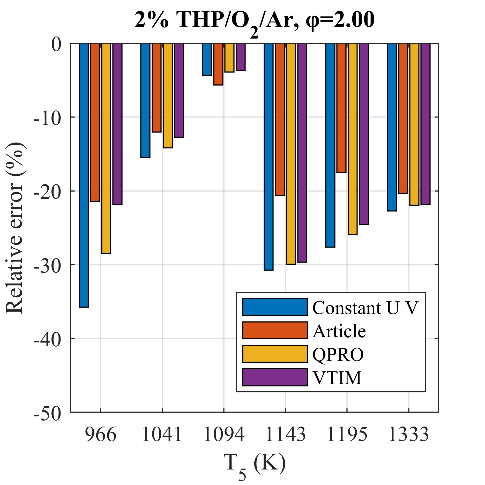 2% THP/O2/Ar, φ=2.00
Relative error (%)
0
-10
-20
-30
-40
-50
Constant U V
Article
QPRO
VTIM
966 1041 1094 1143 1195 1333
T5 (K)